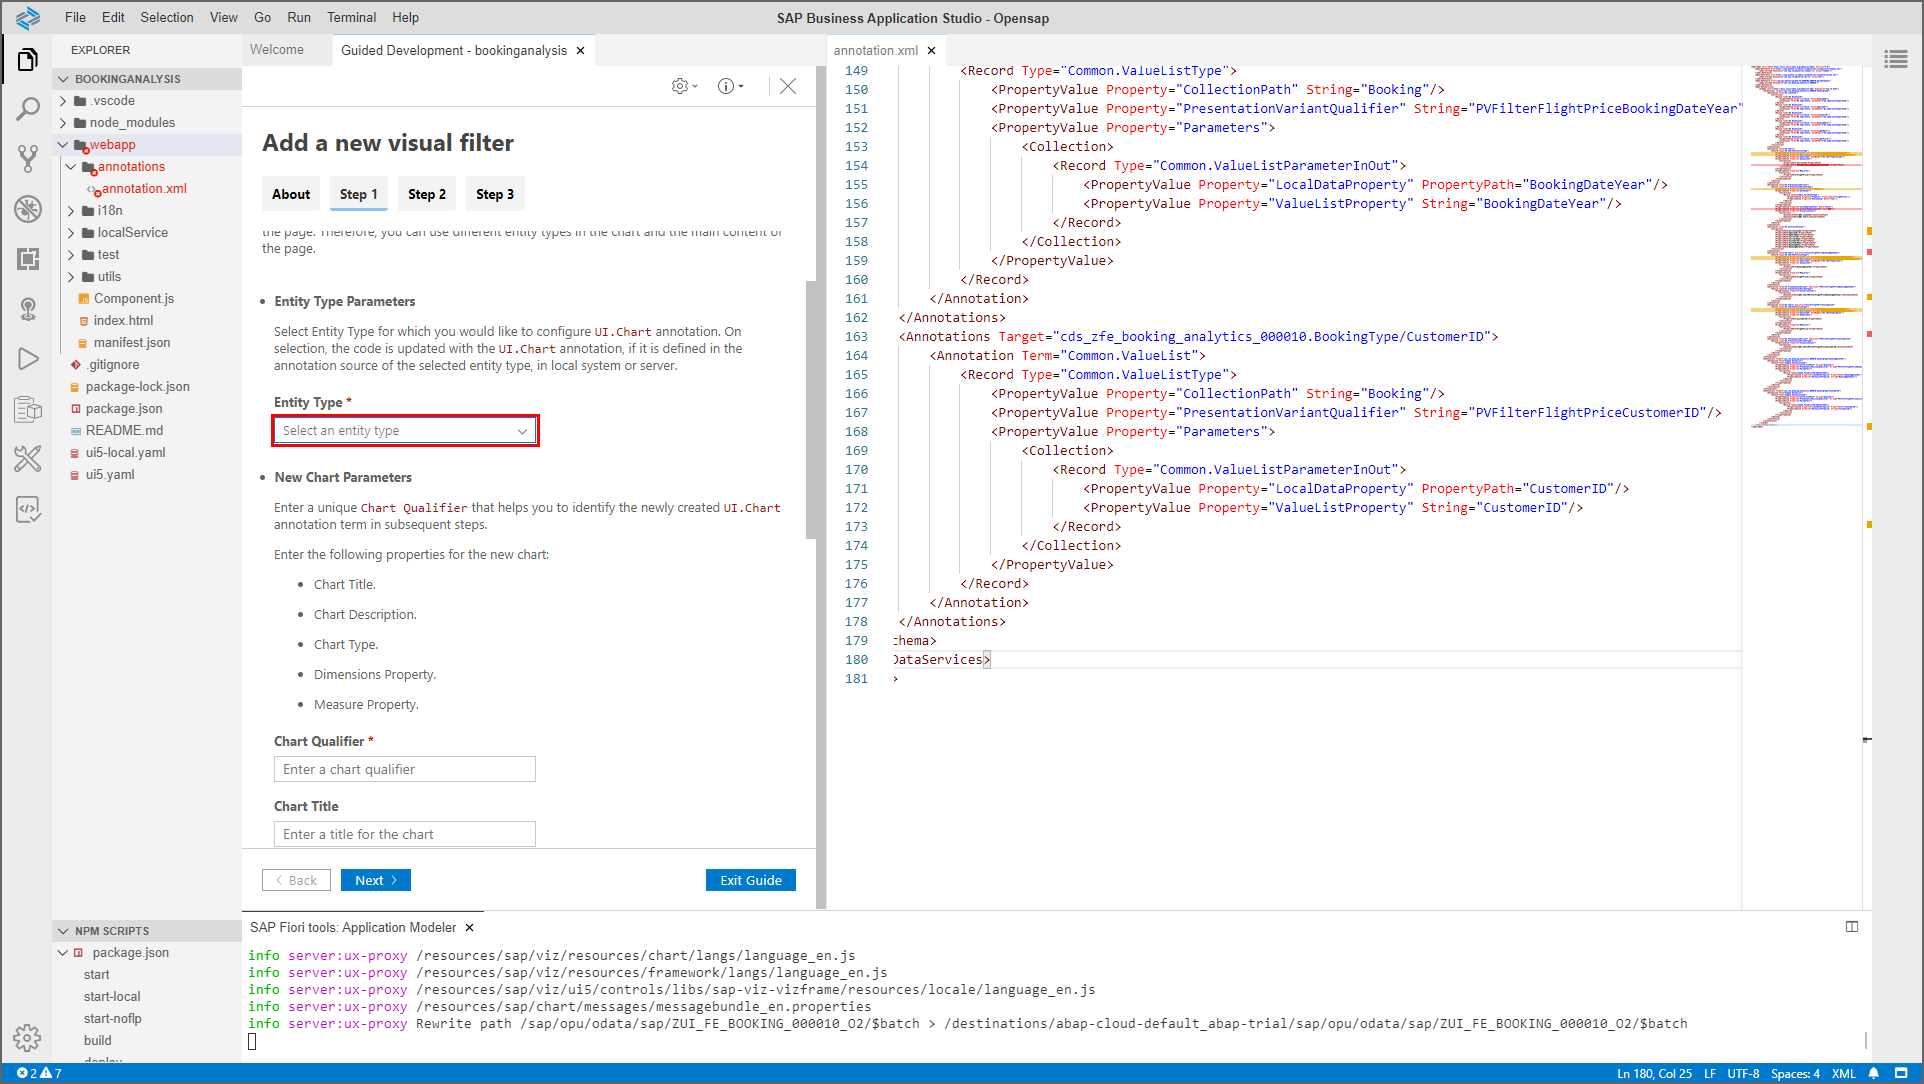 File Edit Selection View Go Run Terminal Help
SAP Business Application Studio - Opensap
EXPLORER
BOOKINGANALYSIS
.vscode
node_modules
webapp
annotations
annotation.xml
i18n
localService
test
utils
Component.js
index.html
manifest.json
.gitignore
package-lock.json
package.json
README.md
ui5-local.yaml
ui5.yaml
NPM SCRIPTS
package.json
start
start-local
start-noflp
build
deploy
Welcome
Guided Development - bookinganalysis ×
Add a new visual filter
About Step 1 Step 2 Step 3
the page. Therefore, you can use different entity types in the chart and the main content of
the page.
• Entity Type Parameters
Select Entity Type for which you would like to configure UI.Chart annotation. On
selection, the code is updated with the UI.Chart annotation, if it is defined in the
annotation source of the selected entity type, in local system or server.
Entity Type *
Select an entity type
• New Chart Parameters
Enter a unique Chart Qualifier that helps you to identify the newly created UI.Chart
annotation term in subsequent steps.
Enter the following properties for the new chart:
• Chart Title.
• Chart Description.
• Chart Type.
• Dimensions Property.
• Measure Property.
Chart Qualifier *
Enter a chart qualifier
Chart Title
Enter a title for the chart
< Back Next > Exit Guide
annotation.xml ×
149 <Record Type="Common.ValueListType">
150 <PropertyValue Property="CollectionPath" String="Booking"/>
151 <PropertyValue Property="PresentationVariantQualifier" String="PVFilterFlightPriceBookingDateYear"
152 <PropertyValue Property="Parameters">
153 <Collection>
154 <Record Type="Common.ValueListParameterInOut">
155 <PropertyValue Property="LocalDataProperty" PropertyPath="BookingDateYear"/>
156 <PropertyValue Property="ValueListProperty" String="BookingDateYear"/>
157 </Record>
158 </Collection>
159 </PropertyValue>
160 </Record>
161 </Annotation>
162 </Annotations>
163 <Annotations Target="cds_zfe_booking_analytics_000010.BookingType/CustomerID">
164 <Annotation Term="Common.ValueList">
165 <Record Type="Common.ValueListType">
166 <PropertyValue Property="CollectionPath" String="Booking"/>
167 <PropertyValue Property="PresentationVariantQualifier" String="PVFilterFlightPriceCustomerID"/>
168 <PropertyValue Property="Parameters">
169 <Collection>
170 <Record Type="Common.ValueListParameterInOut">
171 <PropertyValue Property="LocalDataProperty" PropertyPath="CustomerID"/>
172 <PropertyValue Property="ValueListProperty" String="CustomerID"/>
173 </Record>
174 </Collection>
175 </PropertyValue>
176 </Record>
177 </Annotation>
178 </Annotations>
179 chema>
180 DataServices>
181 >
SAP Fiori tools: Application Modeler ×
info server:ux-proxy /resources/sap/viz/resources/chart/langs/language_en.js
info server:ux-proxy /resources/sap/viz/resources/framework/langs/language_en.js
info server:ux-proxy /resources/sap/viz/ui5/controls/libs/sap-viz-vizframe/resources/locale/language_en.js
info server:ux-proxy /resources/sap/chart/messages/messagebundle_en.properties
info server:ux-proxy Rewrite path /sap/opu/odata/sap/ZUI_FE_BOOKING_000010_O2/$batch > /destinations/abap-cloud-default_abap-trial/sap/opu/odata/sap/ZUI_FE_BOOKING_000010_O2/$batch
2 7
Ln 180, Col 25 LF UTF-8 Spaces: 4 XML